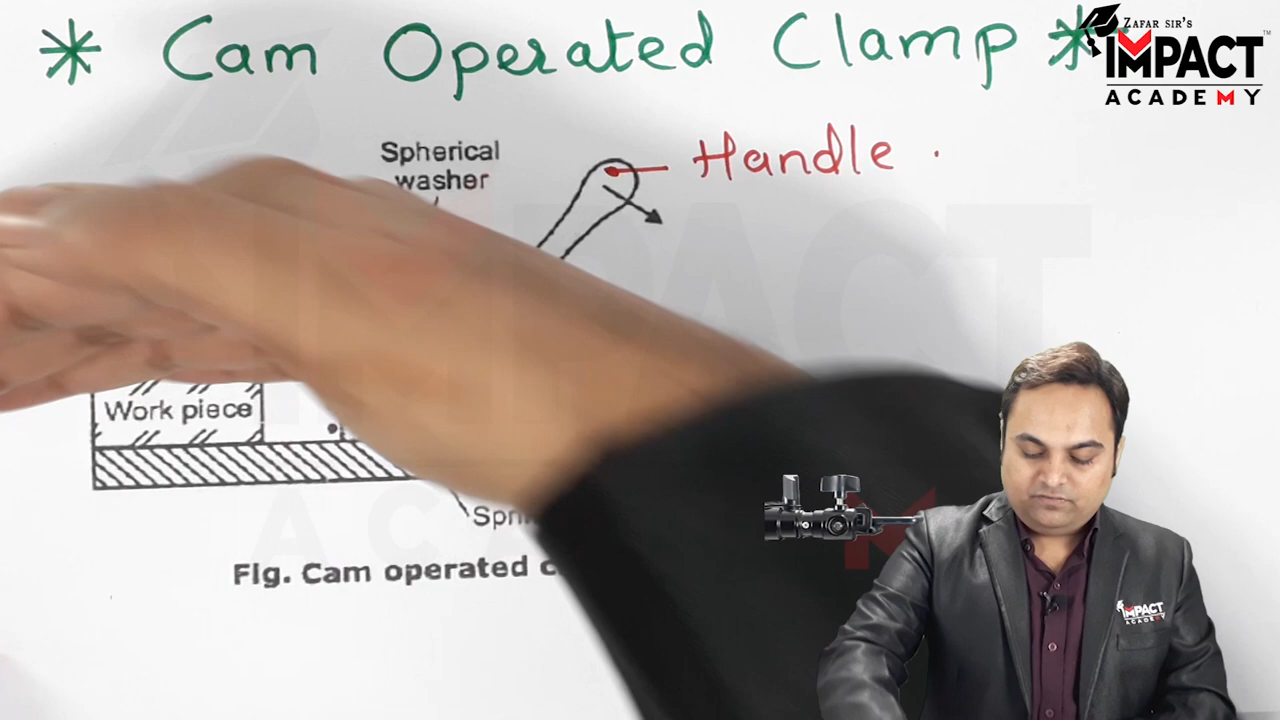 * Cam Operated Clamp *
ZAFAR SIR'S
IMPACT
ACADEMY
Spherical
washer
Handle .
Work piece
Fig. Cam operated
IMPACT
ACADEMY